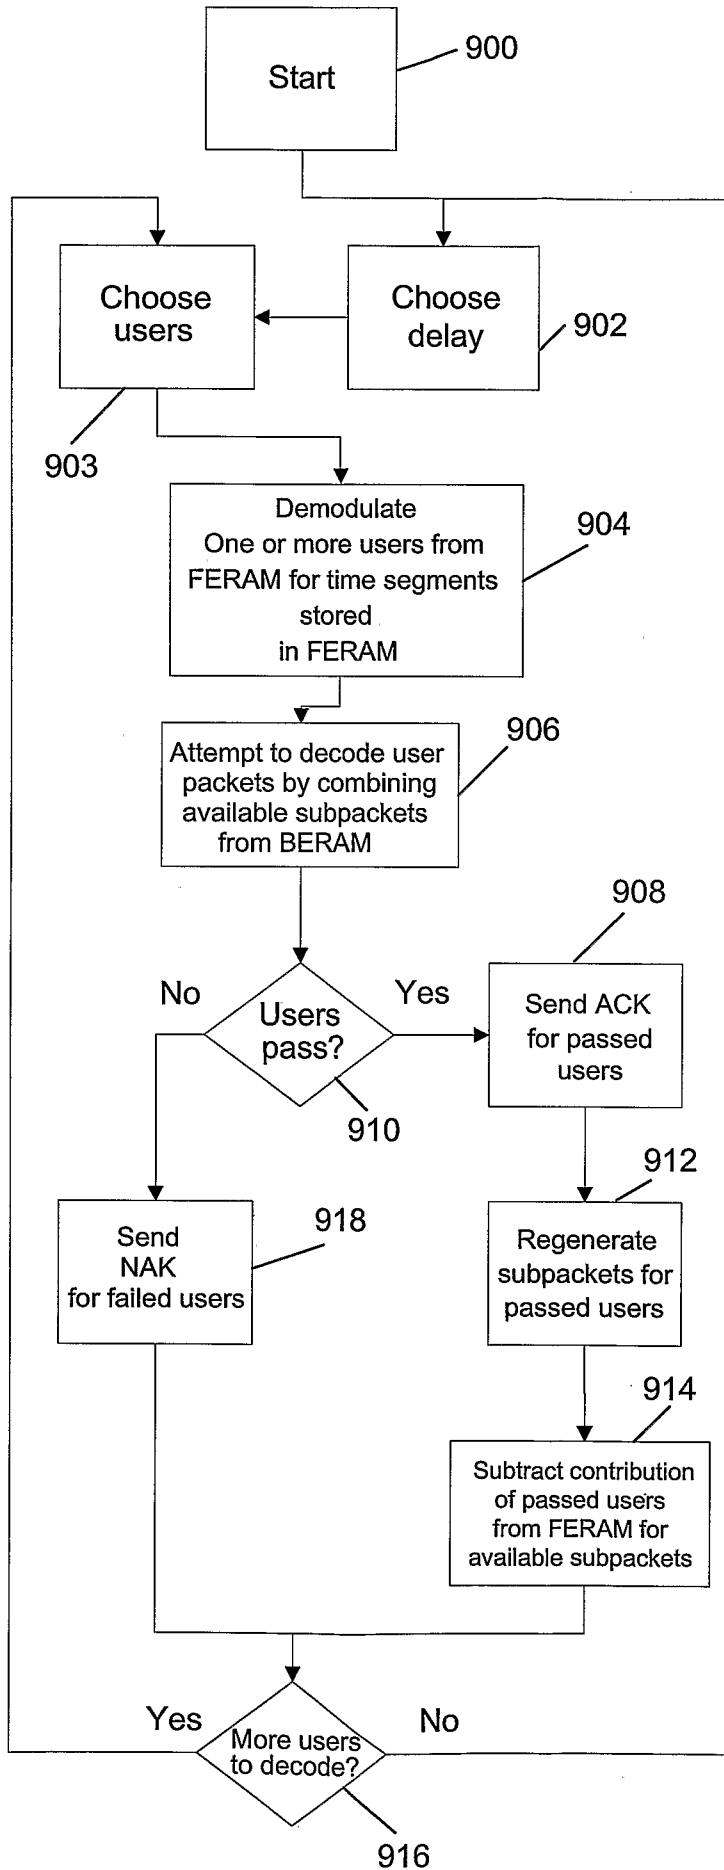 Start
900
Choose
users
Choose
delay
902
903
Demodulate
One or more users from
FERAM for time segments
stored
in FERAM
904
Attempt to decode user
packets by combining
available subpackets
from BERAM
906
908
No
Users
pass?
Yes
Send ACK
for passed
users
910
912
Send
NAK
for failed users
918
Regenerate
subpackets for
passed users
914
Subtract contribution
of passed users
from FERAM for
available subpackets
Yes
More users
to decode?
No
916